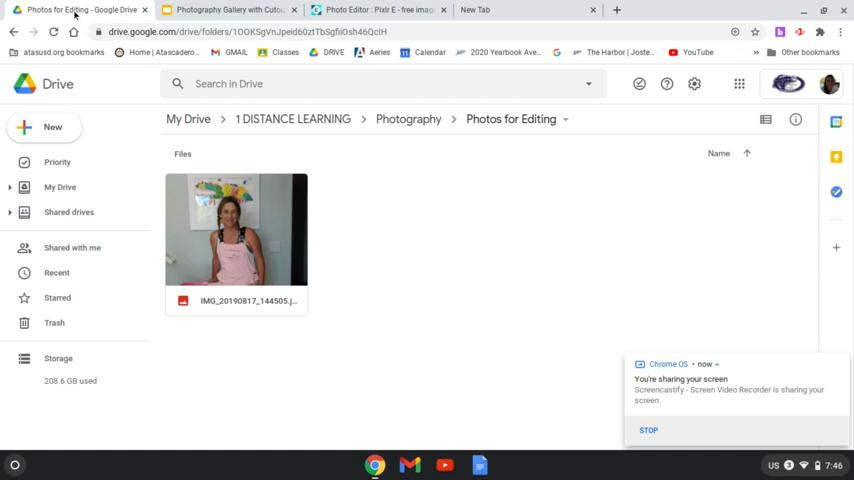 Photos for Editing - Google Drive
Photography Gallery with Cutou
Photo Editor : Pixlr E - free imag
New Tab
drive.google.com/drive/folders/1OOKSgVnJpeid60ztTbSgfiiOsh46QcIH
atasusd.org bookmarks
Home | Atascadero...
GMAIL
Classes
DRIVE
Aeries
Calendar
2020 Yearbook Ave...
The Harbor | Joste...
YouTube
Other bookmarks
Drive
Search in Drive
New
My Drive
1 DISTANCE LEARNING
Photography
Photos for Editing
Files
Name
Priority
My Drive
Shared drives
Shared with me
Recent
Starred
Trash
Storage
208.6 GB used
IMG_20190817_144505.j...
Chrome OS • now
You're sharing your screen
Screencastify - Screen Video Recorder is sharing your
screen.
STOP
US 3 7:46